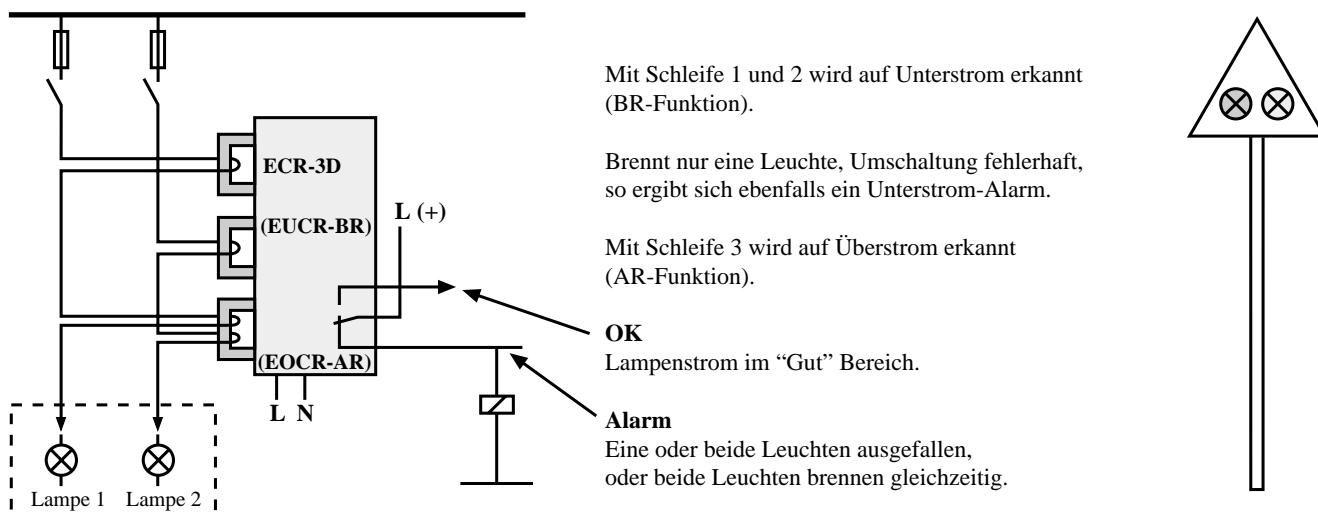 ECR-3D
(EUCR-BR)
(EOCR-AR)
L (+)
L N
Lampe 1 Lampe 2
Mit Schleife 1 und 2 wird auf Unterstrom erkannt
(BR-Funktion).
Brennt nur eine Leuchte, Umschaltung fehlerhaft,
so ergibt sich ebenfalls ein Unterstrom-Alarm.
Mit Schleife 3 wird auf Überstrom erkannt
(AR-Funktion).
OK
Lampenstrom im “Gut” Bereich.
Alarm
Eine oder beide Leuchten ausgefallen,
oder beide Leuchten brennen gleichzeitig.